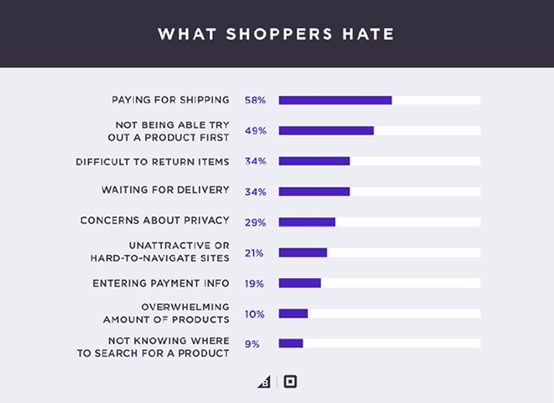 WHAT SHOPPERS HATE
PAYING FOR SHIPPING 58%
NOT BEING ABLE TRY
OUT A PRODUCT FIRST 49%
DIFFICULT TO RETURN ITEMS 34%
WAITING FOR DELIVERY 34%
CONCERNS ABOUT PRIVACY 29%
UNATTRACTIVE OR
HARD-TO-NAVIGATE SITES 21%
ENTERING PAYMENT INFO 19%
OVERWHELMING
AMOUNT OF PRODUCTS 10%
NOT KNOWING WHERE
TO SEARCH FOR A PRODUCT 9%
B